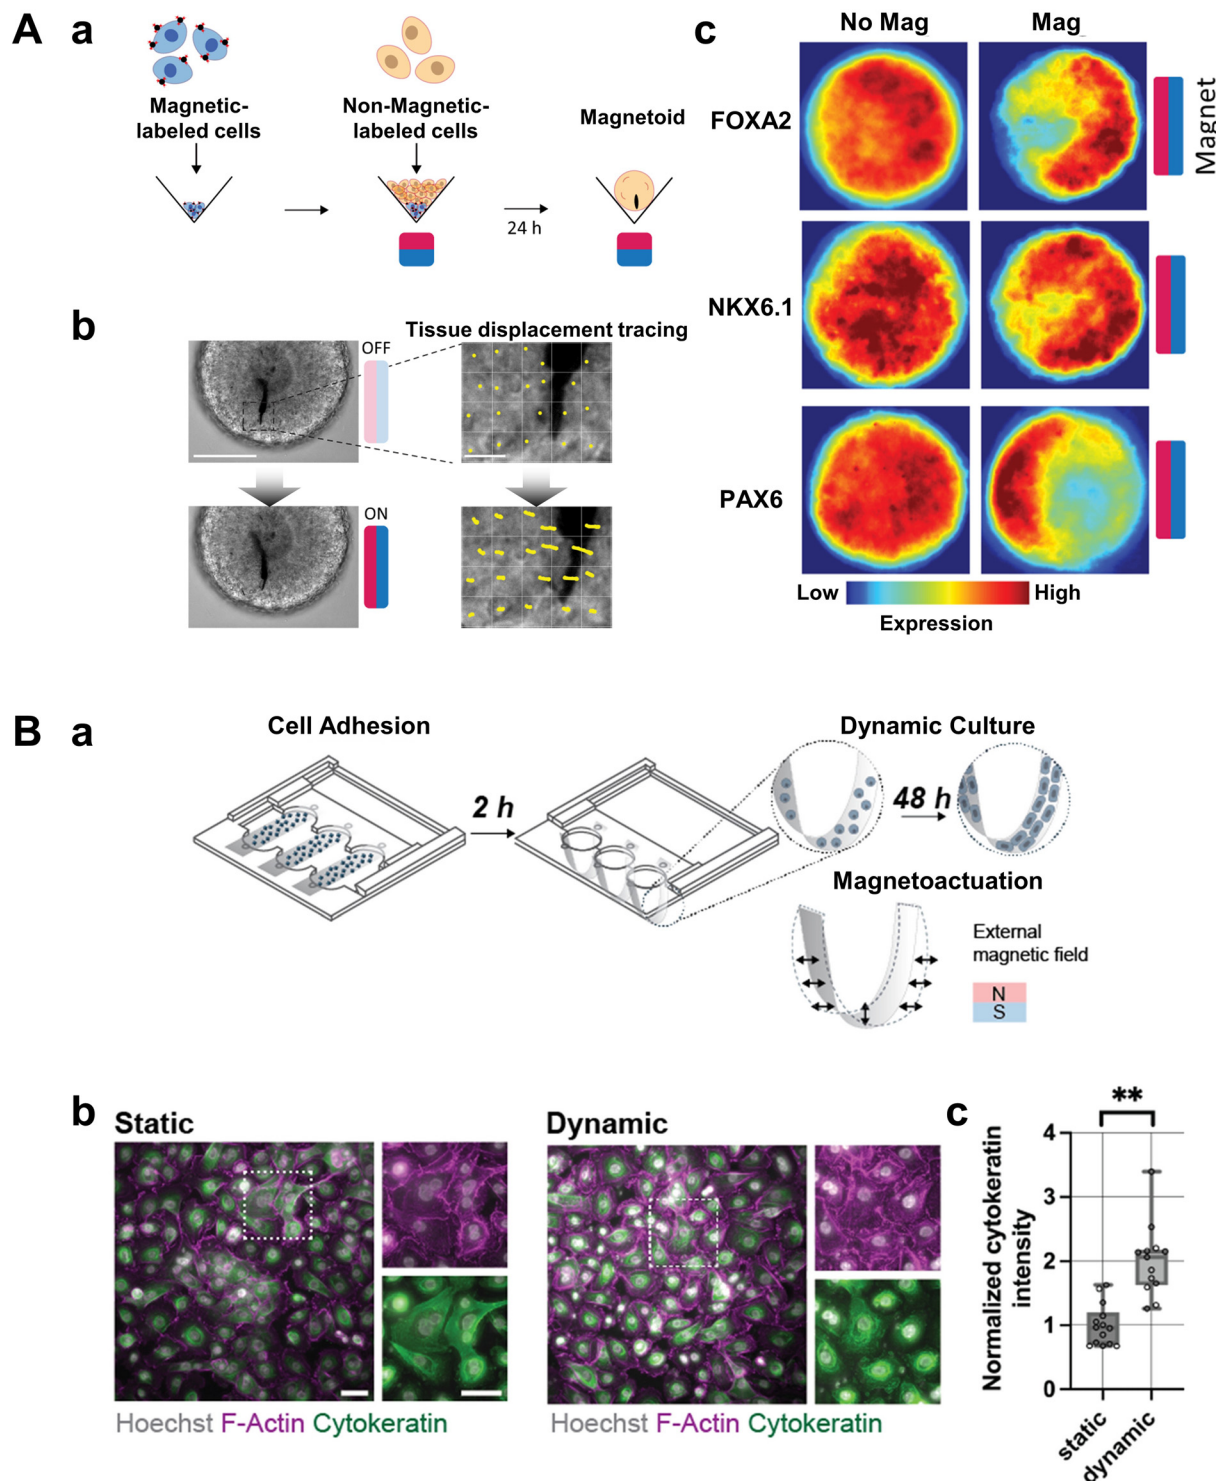 A a
Magnetic-
labeled cells
Non-Magnetic-
labeled cells
Magnetoid
24 h
b
Tissue displacement tracing
OFF
ON
c
No Mag
Mag_
FOXA2
NKX6.1
PAX6
Magnet
Low
High
Expression
B a
Cell Adhesion
2 h
Dynamic Culture
48 h
Magnetoactuation
External
magnetic field
N
S
b
Static
Dynamic
Hoechst F-Actin Cytokeratin
Hoechst F-Actin Cytokeratin
c
**
Normalized cytokeratin
intensity
4
3
2
1
0
static
dynamic